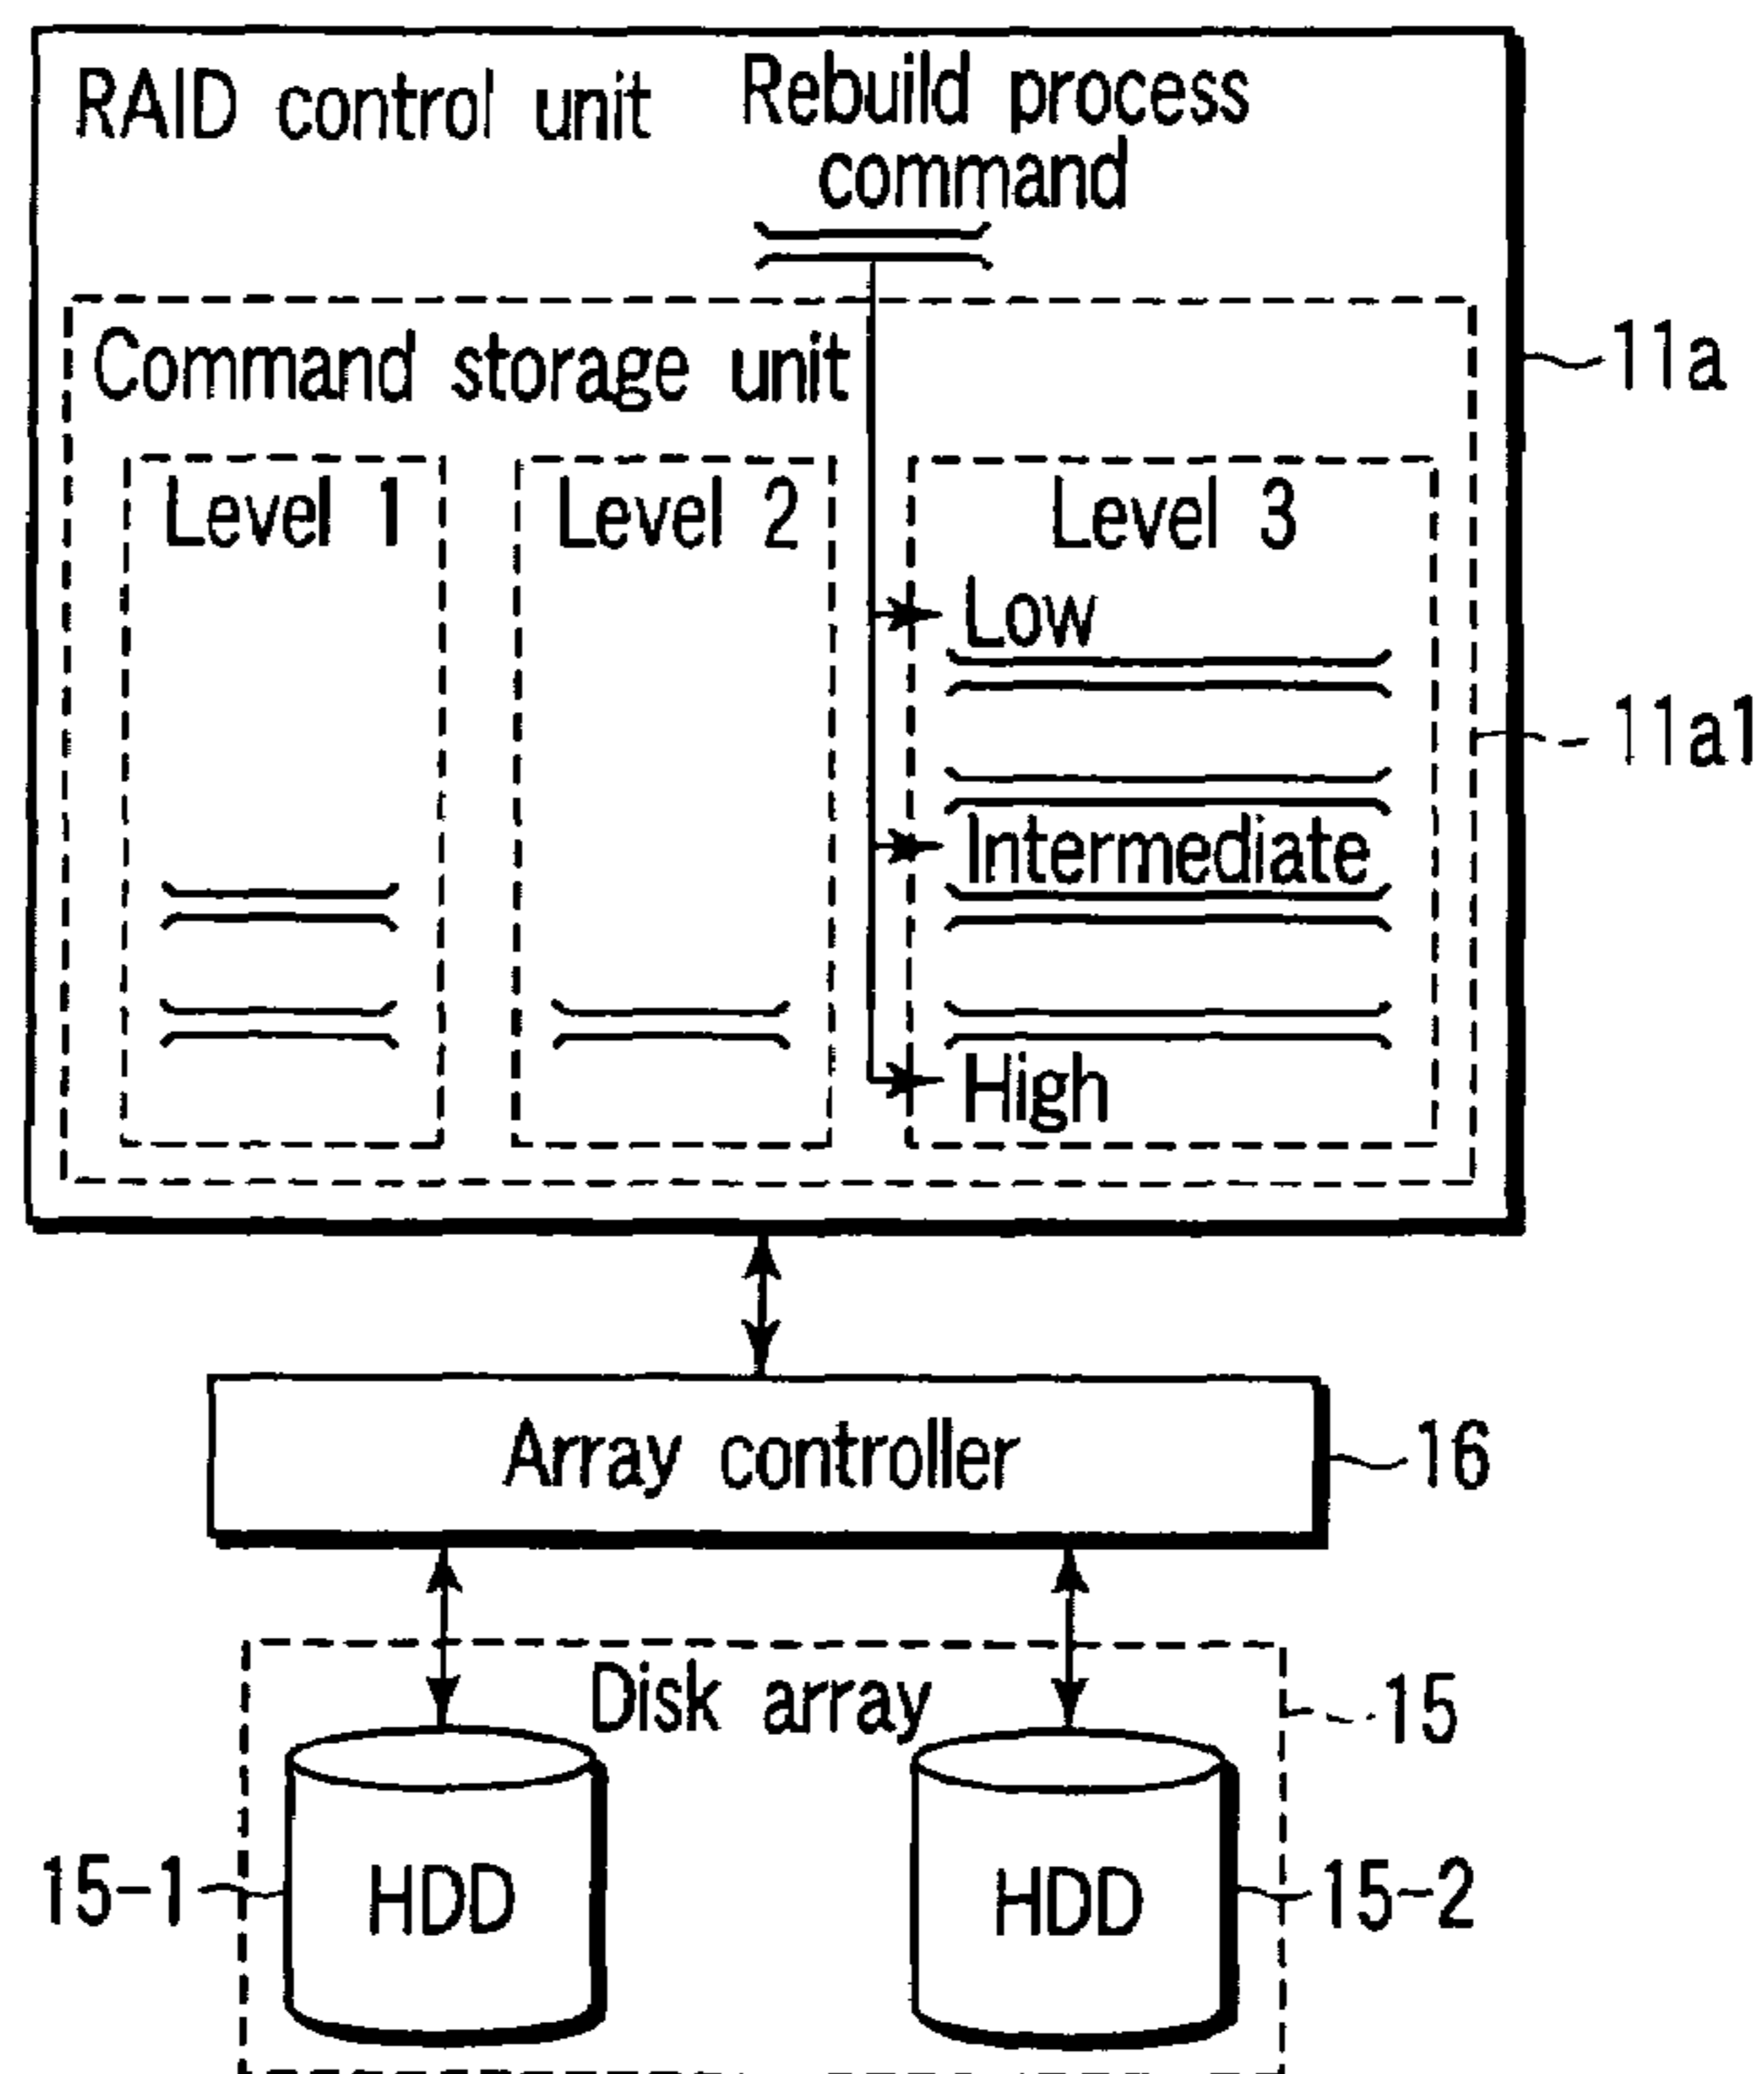 RAID control unit
Rebuild process
command
Command storage unit
11a
Level 1
Level 2
Level 3
Low
11a1
Intermediate
High
Array controller
16
Disk array
15
15-1
HDD
HDD
15-2